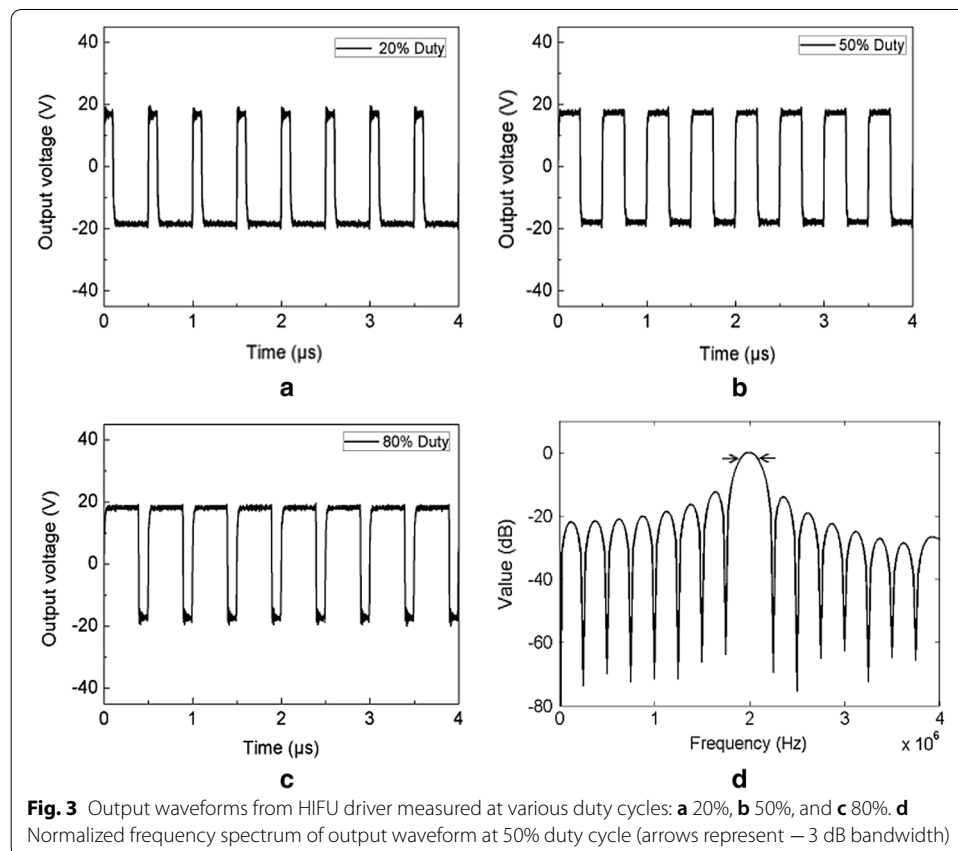 20% Duty
Output voltage (V)
40
20
0
-20
-40
0
1
2
3
4
Time (μs)
a
50% Duty
Output voltage (V)
40
20
0
-20
-40
0
1
2
3
4
Time (μs)
b
80% Duty
Output voltage (V)
40
20
0
-20
-40
0
1
2
3
4
Time (μs)
c
Value (dB)
0
-20
-40
-60
-80
0
1
2
3
4
Frequency (Hz)
x 10⁶
d
Fig. 3 Output waveforms from HIFU driver measured at various duty cycles: a 20%, b 50%, and c 80%. d
Normalized frequency spectrum of output waveform at 50% duty cycle (arrows represent − 3 dB bandwidth)